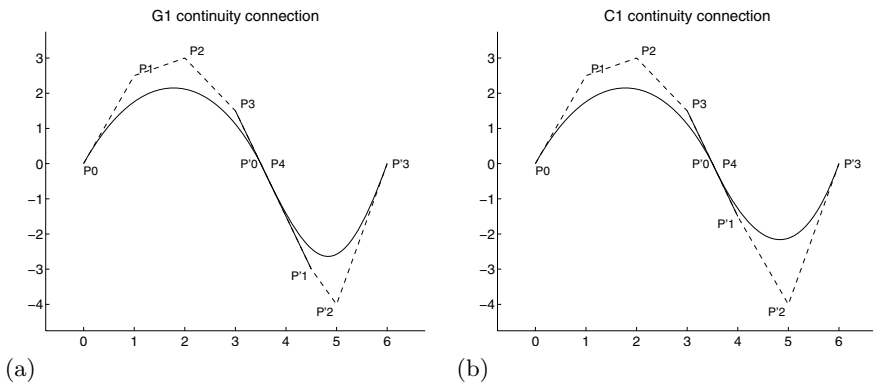 G1 continuity connection
3
2
1
0
−1
−2
−3
−4
0 1 2 3 4 5 6
P0
P1
P2
P3
P'0 P4
P'1
P'2
P'3
(a)
C1 continuity connection
3
2
1
0
−1
−2
−3
−4
0 1 2 3 4 5 6
P0
P1
P2
P3
P'0 P4
P'1
P'2
P'3
(b)